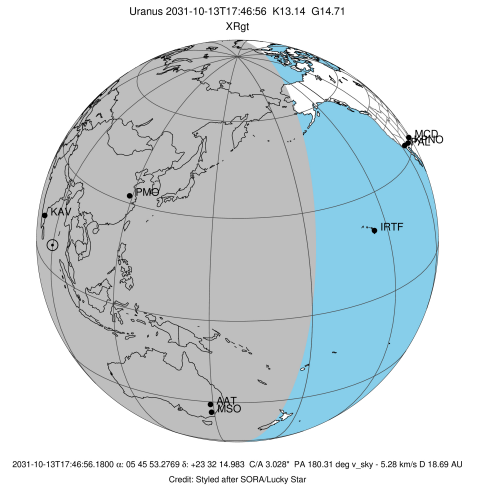 Uranus 2031-10-13T17:46:56 K13.14 G14.71
XRgt
MCD
KPNO
PAL
PMO
KAV
IRTF
AAT
MSO
2031-10-13T17:46:56.1800 α: 05 45 53.2769 δ: +23 32 14.983 C/A 3.028" PA 180.31 deg v_sky - 5.28 km/s D 18.69 AU
Credit: Styled after SORA/Lucky Star